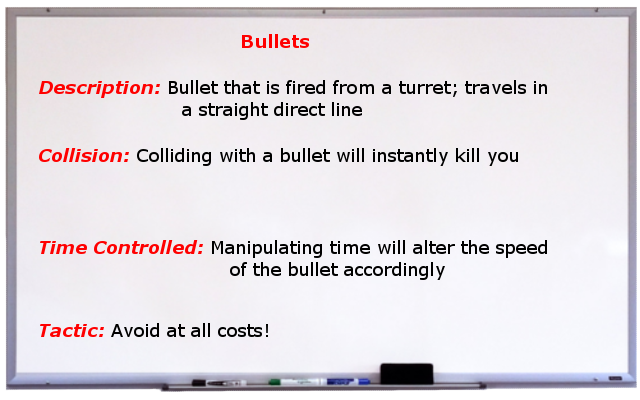 Bullets
Description: Bullet that is fired from a turret; travels in
a straight direct line
Collision: Colliding with a bullet will instantly kill you
Time Controlled: Manipulating time will alter the speed
of the bullet accordingly
Tactic: Avoid at all costs!